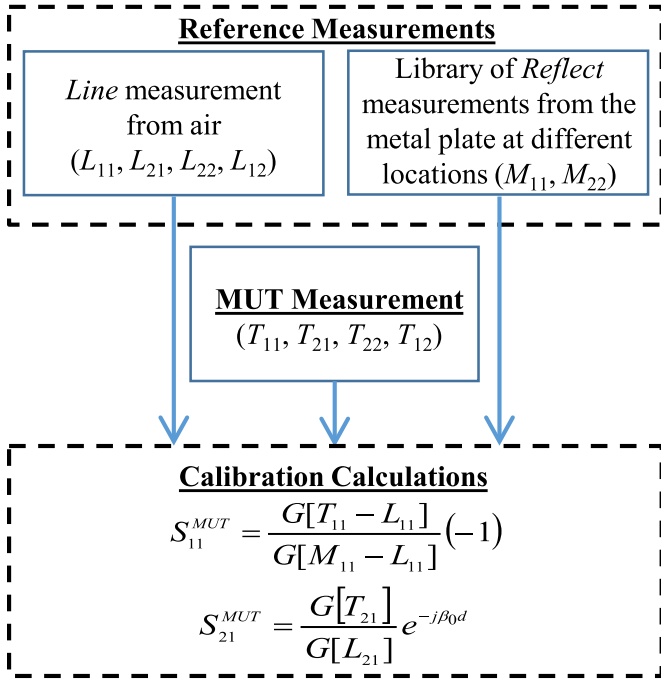 Reference Measurements
Line measurement
from air
(L₁₁, L₂₁, L₂₂, L₁₂)
Library of Reflect
measurements from the
metal plate at different
locations (M₁₁, M₂₂)
MUT Measurement
(T₁₁, T₂₁, T₂₂, T₁₂)
Calibration Calculations
S₁₁^{MUT} = \frac{G[T₁₁ − L₁₁]}{G[M₁₁ − L₁₁]}(−1)
S₂₁^{MUT} = \frac{G[T₂₁]}{G[L₂₁]} e^{−jβ₀d}